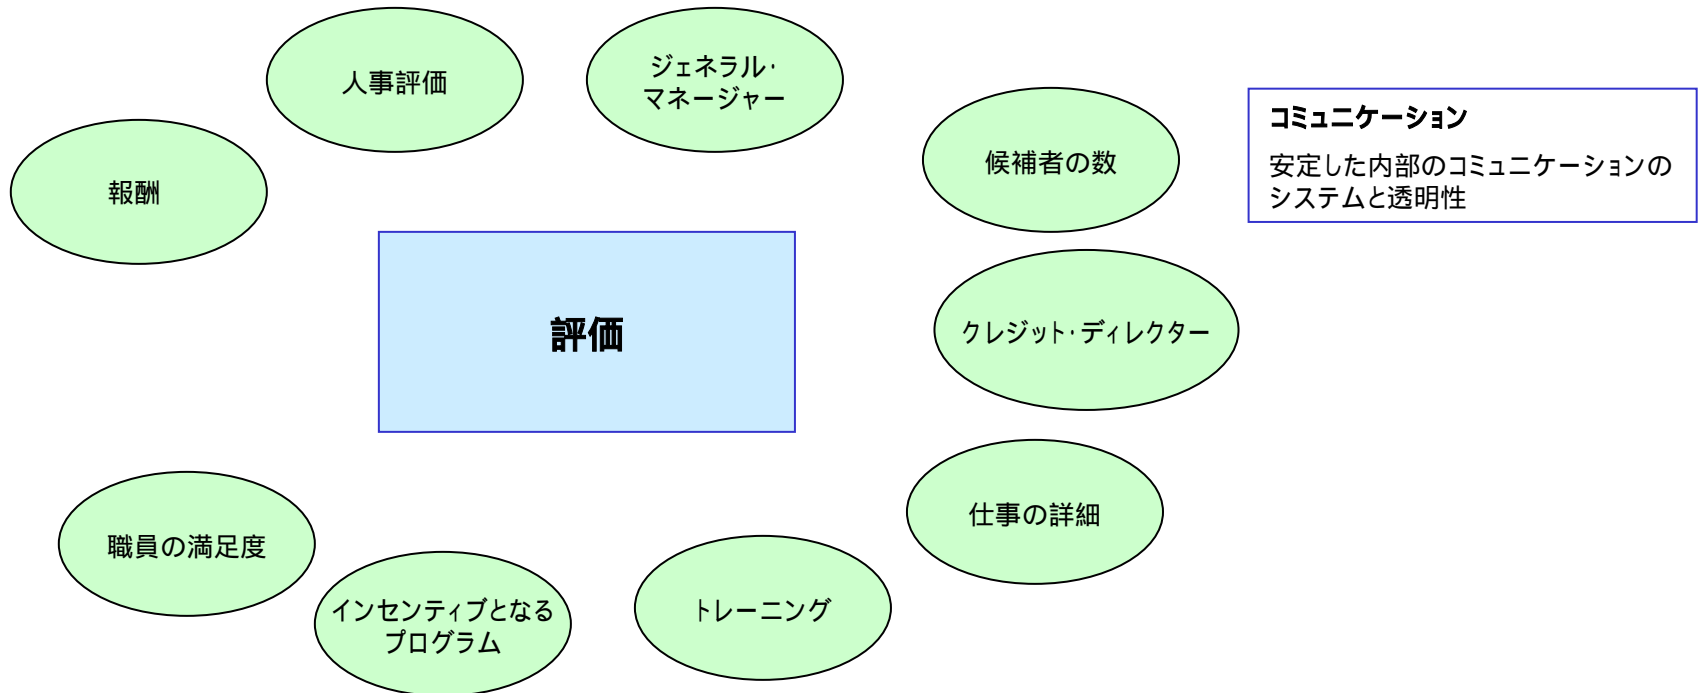 人事評価
ジェネラル・
マネージャー
候補者の数
コミュニケーション
安定した内部のコミュニケーションの
システムと透明性
報酬
評価
クレジット・ディレクター
仕事の詳細
職員の満足度
インセンティブとなる
プログラム
トレーニング